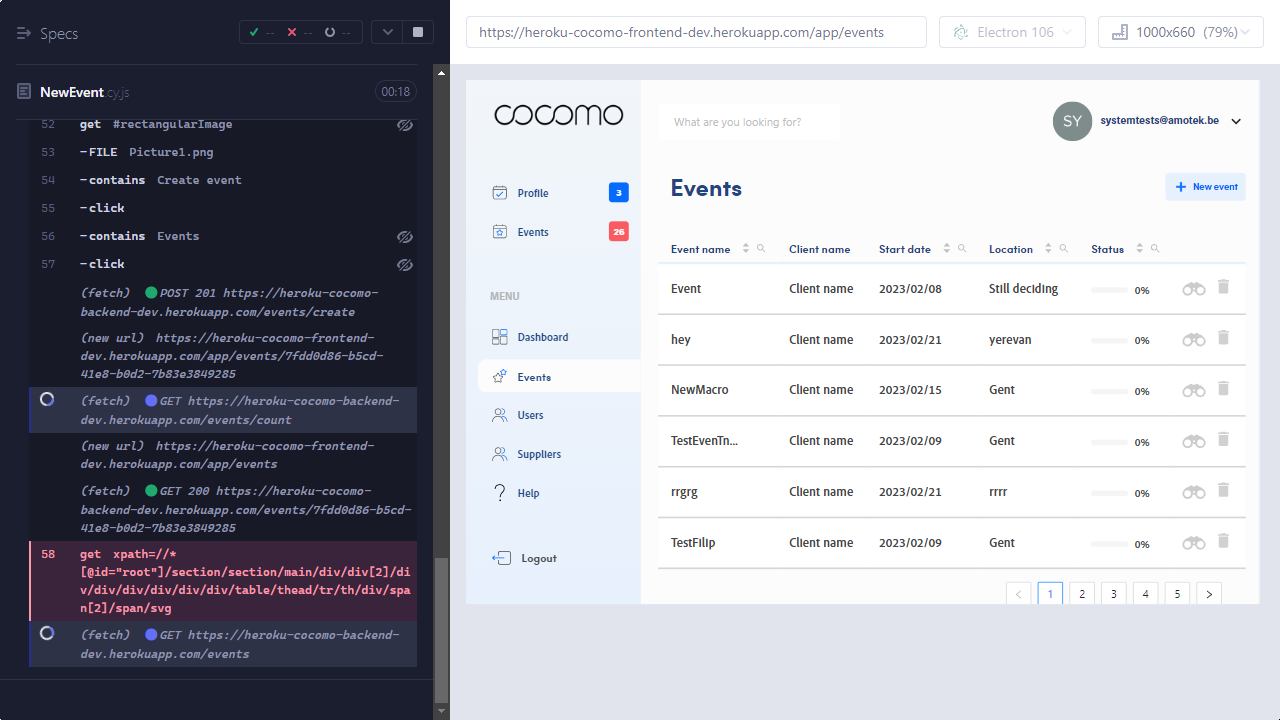 Specs
-- -- --
https://heroku-cocomo-frontend-dev.herokuapp.com/app/events
Electron 106
1000x660 (79%)
NewEvent.cy.js
00:18
52 get #rectangularImage
53 -FILE Picture1.png
54 -contains Create event
55 -click
56 -contains Events
57 -click
(fetch) POST 201 https://heroku-cocomo-
backend-dev.herokuapp.com/events/create
(new url) https://heroku-cocomo-frontend-
dev.herokuapp.com/app/events/7fdd0d86-b5cd-
41e8-b0d2-7b83e3849285
(fetch) GET https://heroku-cocomo-backend-
dev.herokuapp.com/events/count
(new url) https://heroku-cocomo-frontend-
dev.herokuapp.com/app/events
(fetch) GET 200 https://heroku-cocomo-
backend-dev.herokuapp.com/events/7fdd0d86-b5cd-
41e8-b0d2-7b83e3849285
58 get xpath=//*
[@id="root"]/section/section/main/div/div[2]/di
v/div/div/div/div/div/table/thead/tr/th/div/spa
n[2]/span/svg
(fetch) GET https://heroku-cocomo-backend-
dev.herokuapp.com/events
cocomo
Profile 3
Events 26
MENU
Dashboard
Events
Users
Suppliers
Help
Logout
What are you looking for?
SY systemtests@amotek.be
Events
+ New event
Event name Client name Start date Location Status
Event Client name 2023/02/08 Still deciding 0%
hey Client name 2023/02/21 yerevan 0%
NewMacro Client name 2023/02/15 Gent 0%
TestEvenTn... Client name 2023/02/09 Gent 0%
rrgrg Client name 2023/02/21 rrrr 0%
TestFilip Client name 2023/02/09 Gent 0%
< 1 2 3 4 5 >